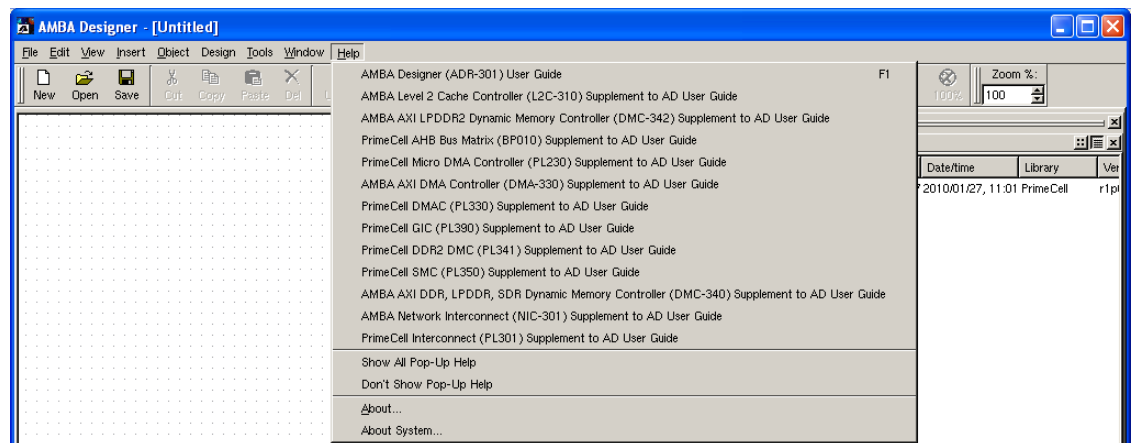 AMBA Designer - [Untitled]
File Edit View Insert Object Design Tools Window Help
New Open Save Cut Copy Paste Del 100% Zoom %: 100
AMBA Designer (ADR-301) User Guide F1
AMBA Level 2 Cache Controller (L2C-310) Supplement to AD User Guide
AMBA AXI LPDDR2 Dynamic Memory Controller (DMC-342) Supplement to AD User Guide
PrimeCell AHB Bus Matrix (BP010) Supplement to AD User Guide
PrimeCell Micro DMA Controller (PL230) Supplement to AD User Guide
Date/time Library Ver
AMBA AXI DMA Controller (DMA-330) Supplement to AD User Guide
2010/01/27, 11:01 PrimeCell
PrimeCell DMAC (PL330) Supplement to AD User Guide
PrimeCell GIC (PL390) Supplement to AD User Guide
PrimeCell DDR2 DMC (PL341) Supplement to AD User Guide
PrimeCell SMC (PL350) Supplement to AD User Guide
AMBA AXI DDR, LPDDR, SDR Dynamic Memory Controller (DMC-340) Supplement to AD User Guide
AMBA Network Interconnect (NIC-301) Supplement to AD User Guide
PrimeCell Interconnect (PL301) Supplement to AD User Guide
Show All Pop-Up Help
Don't Show Pop-Up Help
About...
About System...